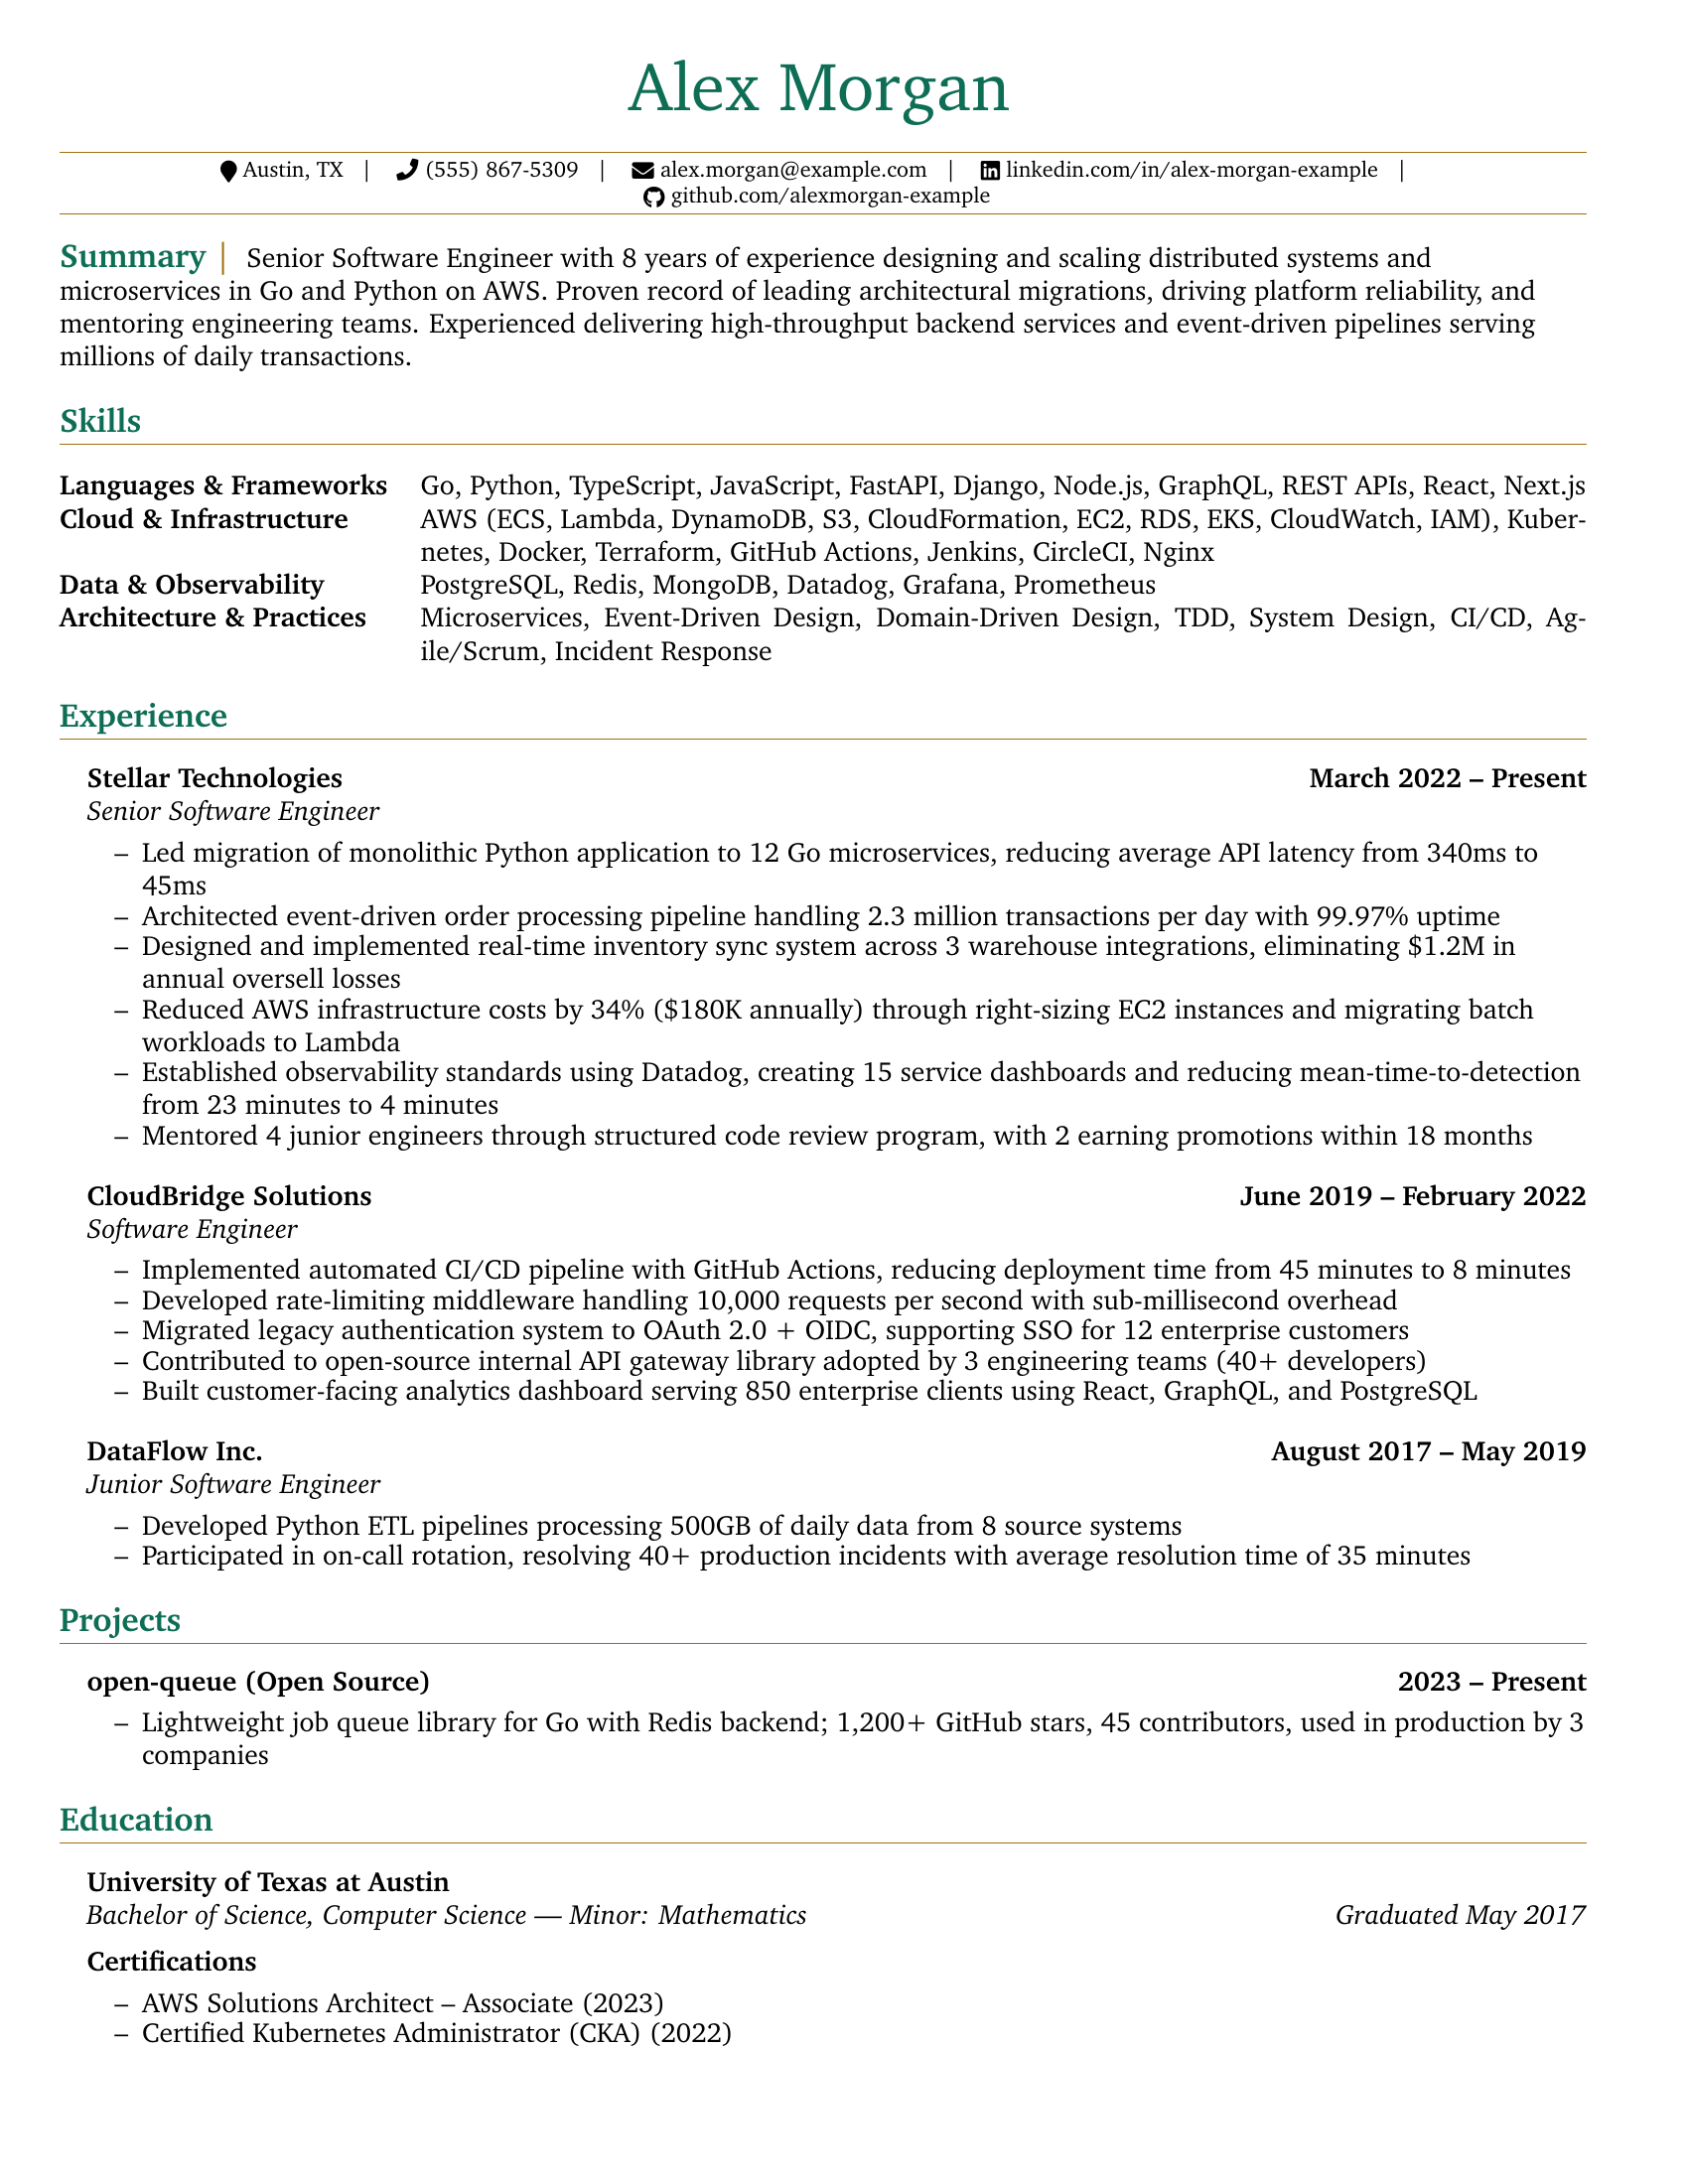 Alex Morgan
Austin, TX | (555) 867-5309 | alex.morgan@example.com | linkedin.com/in/alex-morgan-example |
github.com/alexmorgan-example
Summary | Senior Software Engineer with 8 years of experience designing and scaling distributed systems and
microservices in Go and Python on AWS. Proven record of leading architectural migrations, driving platform reliability, and
mentoring engineering teams. Experienced delivering high-throughput backend services and event-driven pipelines serving
millions of daily transactions.
Skills
Languages & Frameworks Go, Python, TypeScript, JavaScript, FastAPI, Django, Node.js, GraphQL, REST APIs, React, Next.js
Cloud & Infrastructure AWS (ECS, Lambda, DynamoDB, S3, CloudFormation, EC2, RDS, EKS, CloudWatch, IAM), Kuber-
netes, Docker, Terraform, GitHub Actions, Jenkins, CircleCI, Nginx
Data & Observability PostgreSQL, Redis, MongoDB, Datadog, Grafana, Prometheus
Architecture & Practices Microservices, Event-Driven Design, Domain-Driven Design, TDD, System Design, CI/CD, Ag-
ile/Scrum, Incident Response
Experience
Stellar Technologies March 2022 – Present
Senior Software Engineer
– Led migration of monolithic Python application to 12 Go microservices, reducing average API latency from 340ms to
45ms
– Architected event-driven order processing pipeline handling 2.3 million transactions per day with 99.97% uptime
– Designed and implemented real-time inventory sync system across 3 warehouse integrations, eliminating $1.2M in
annual oversell losses
– Reduced AWS infrastructure costs by 34% ($180K annually) through right-sizing EC2 instances and migrating batch
workloads to Lambda
– Established observability standards using Datadog, creating 15 service dashboards and reducing mean-time-to-detection
from 23 minutes to 4 minutes
– Mentored 4 junior engineers through structured code review program, with 2 earning promotions within 18 months
CloudBridge Solutions June 2019 – February 2022
Software Engineer
– Implemented automated CI/CD pipeline with GitHub Actions, reducing deployment time from 45 minutes to 8 minutes
– Developed rate-limiting middleware handling 10,000 requests per second with sub-millisecond overhead
– Migrated legacy authentication system to OAuth 2.0 + OIDC, supporting SSO for 12 enterprise customers
– Contributed to open-source internal API gateway library adopted by 3 engineering teams (40+ developers)
– Built customer-facing analytics dashboard serving 850 enterprise clients using React, GraphQL, and PostgreSQL
DataFlow Inc. August 2017 – May 2019
Junior Software Engineer
– Developed Python ETL pipelines processing 500GB of daily data from 8 source systems
– Participated in on-call rotation, resolving 40+ production incidents with average resolution time of 35 minutes
Projects
open-queue (Open Source) 2023 – Present
– Lightweight job queue library for Go with Redis backend; 1,200+ GitHub stars, 45 contributors, used in production by 3
companies
Education
University of Texas at Austin
Bachelor of Science, Computer Science — Minor: Mathematics Graduated May 2017
Certifications
– AWS Solutions Architect – Associate (2023)
– Certified Kubernetes Administrator (CKA) (2022)